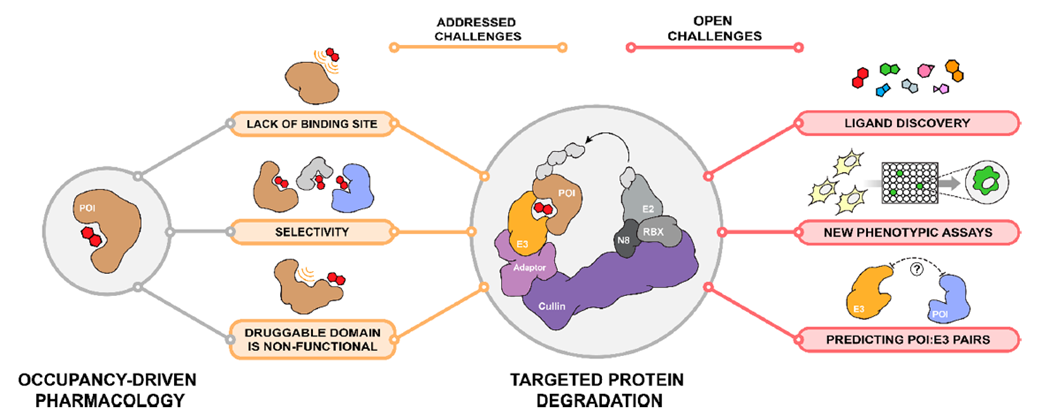 ADDRESSED
CHALLENGES
OPEN
CHALLENGES
LACK OF BINDING SITE
LIGAND DISCOVERY
POI
SELECTIVITY
POI
E2
E3
N8
RBX
Adaptor
Cullin
NEW PHENOTYPIC ASSAYS
?
E3
POI
DRUGGABLE DOMAIN
IS NON-FUNCTIONAL
PREDICTING POI:E3 PAIRS
OCCUPANCY-DRIVEN
PHARMACOLOGY
TARGETED PROTEIN
DEGRADATION